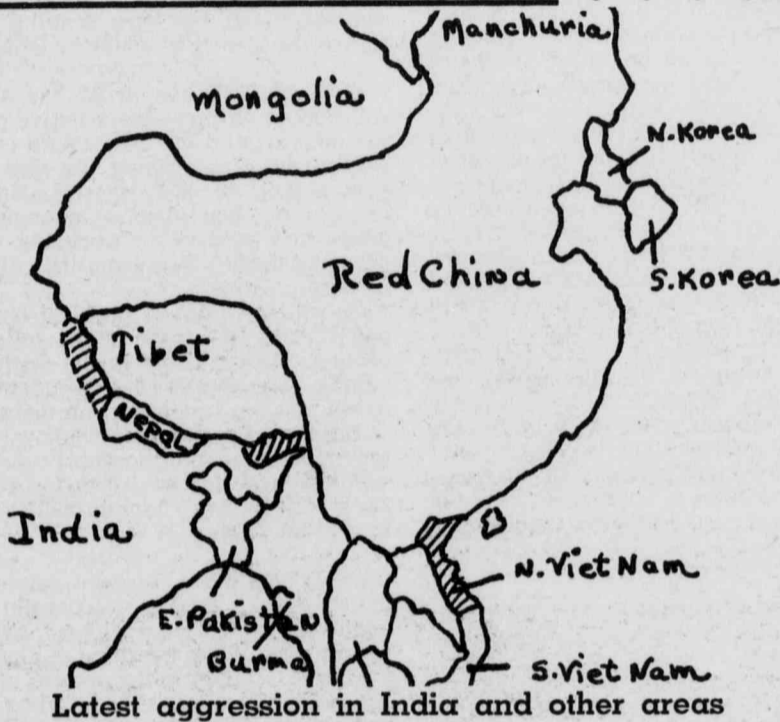 Manchuria
Mongolia
N. Korea
Red China
S. Korea
Tibet
Nepal
India
N. Viet Nam
E. Pakistan
Burma
S. Viet Nam
Latest aggression in India and other areas